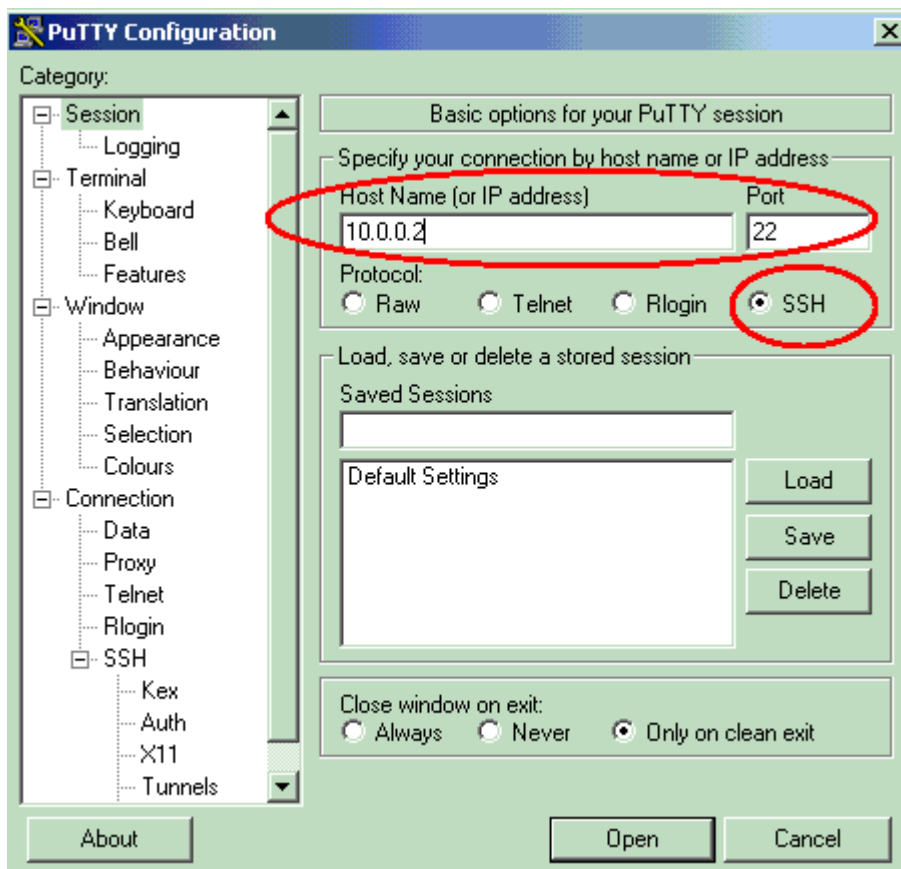 PuTTY Configuration
Category:
Session
Logging
Terminal
Keyboard
Bell
Features
Window
Appearance
Behaviour
Translation
Selection
Colours
Connection
Data
Proxy
Telnet
Rlogin
SSH
Kex
Auth
X11
Tunnels
Basic options for your PuTTY session
Specify your connection by host name or IP address
Host Name (or IP address) Port
10.0.0.2 22
Protocol:
Raw Telnet Rlogin SSH
Load, save or delete a stored session
Saved Sessions
Default Settings
Load
Save
Delete
Close window on exit:
Always Never Only on clean exit
About Open Cancel